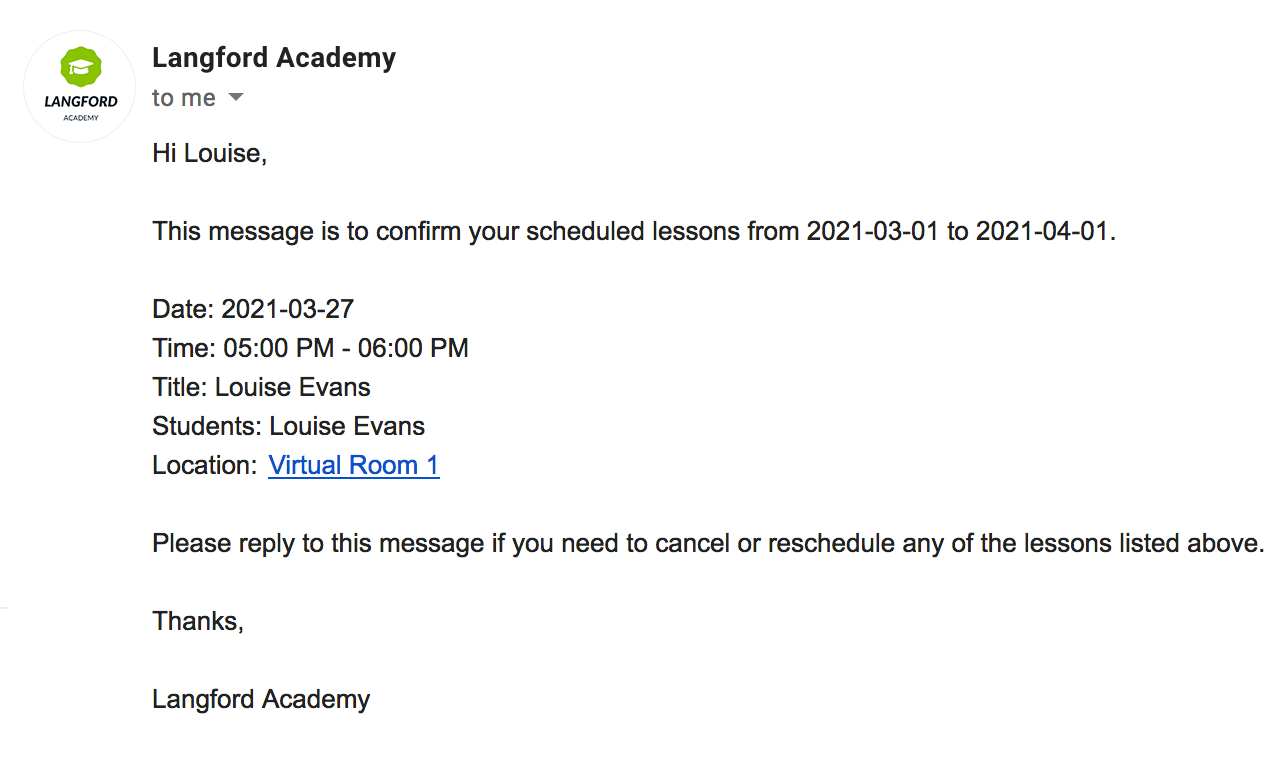 LANGFORD
ACADEMY
Langford Academy
to me
Hi Louise,
This message is to confirm your scheduled lessons from 2021-03-01 to 2021-04-01.
Date: 2021-03-27
Time: 05:00 PM - 06:00 PM
Title: Louise Evans
Students: Louise Evans
Location: Virtual Room 1
Please reply to this message if you need to cancel or reschedule any of the lessons listed above.
Thanks,
Langford Academy